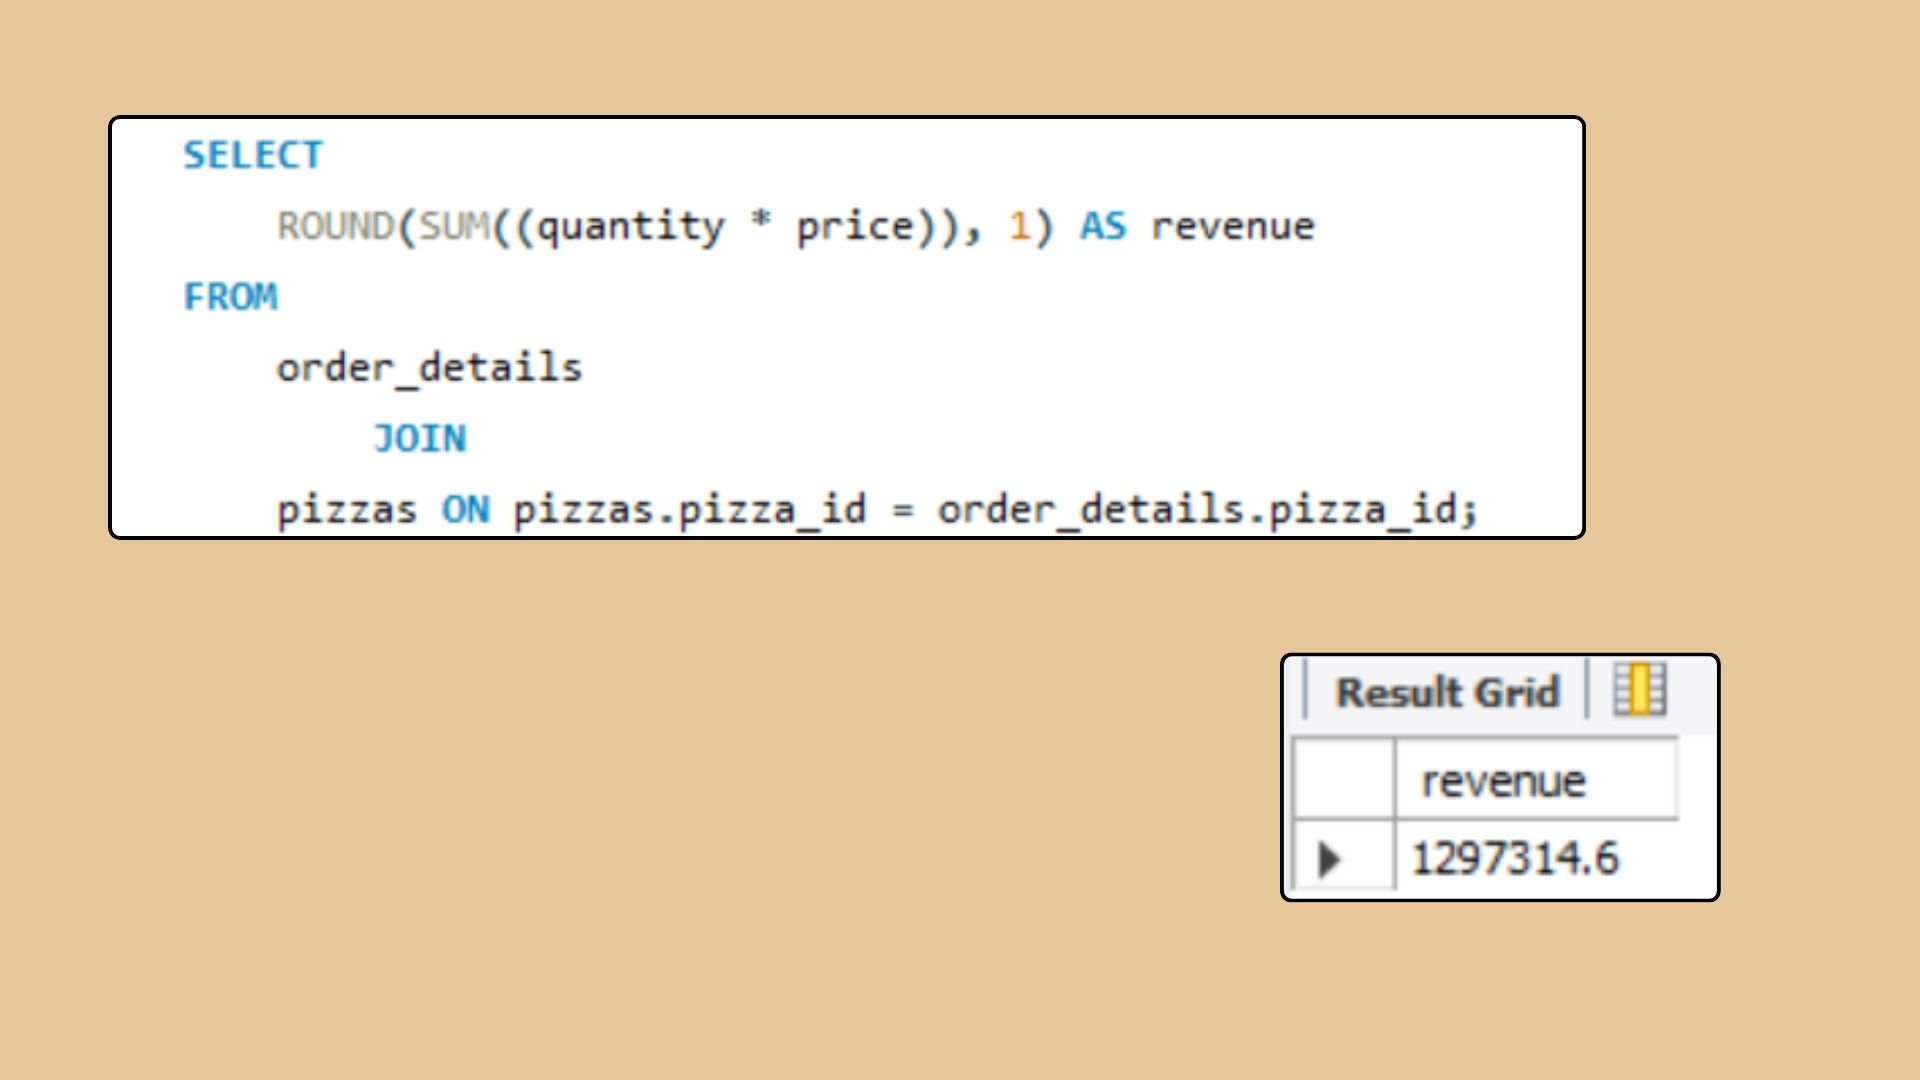 SELECT
ROUND(SUM((quantity * price)), 1) AS revenue
FROM
order_details
JOIN
pizzas ON pizzas.pizza_id = order_details.pizza_id;
Result Grid
revenue
1297314.6